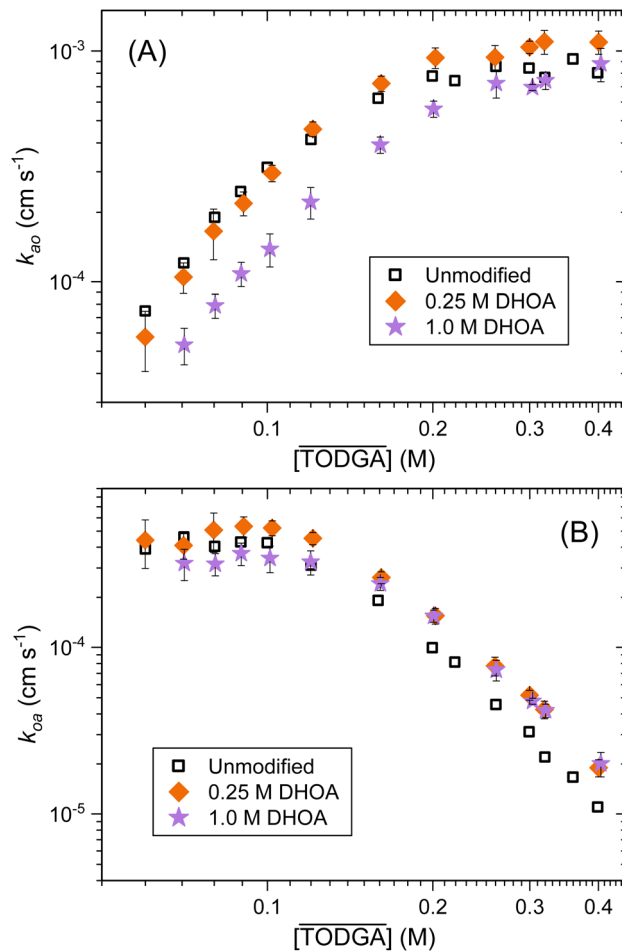 (A)
10⁻³
10⁻⁴
k_ao (cm s⁻¹)
Unmodified
0.25 M DHOA
1.0 M DHOA
0.1 0.2 0.3 0.4
[TODGA] (M)
(B)
10⁻⁴
10⁻⁵
k_oa (cm s⁻¹)
Unmodified
0.25 M DHOA
1.0 M DHOA
0.1 0.2 0.3 0.4
[TODGA] (M)